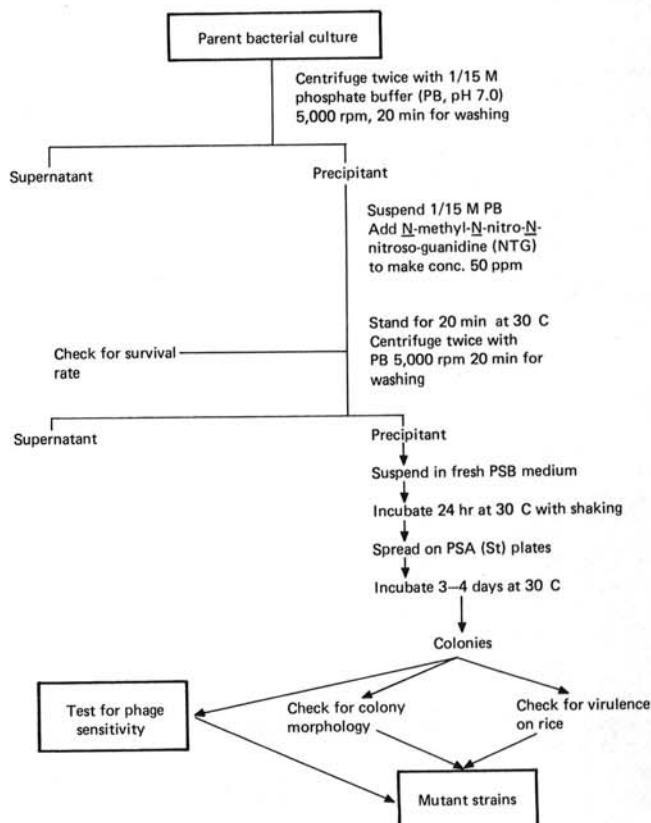 Parent bacterial culture
Centrifuge twice with 1/15 M
phosphate buffer (PB, pH 7.0)
5,000 rpm, 20 min for washing
Supernatant
Precipitant
Suspend 1/15 M PB
Add N-methyl-N-nitro-N-
nitroso-guanidine (NTG)
to make conc. 50 ppm
Stand for 20 min at 30 C
Centrifuge twice with
PB 5,000 rpm 20 min for
washing
Check for survival
rate
Supernatant
Precipitant
Suspend in fresh PSB medium
Incubate 24 hr at 30 C with shaking
Spread on PSA (St) plates
Incubate 3–4 days at 30 C
Colonies
Test for phage
sensitivity
Check for colony
morphology
Check for virulence
on rice
Mutant strains